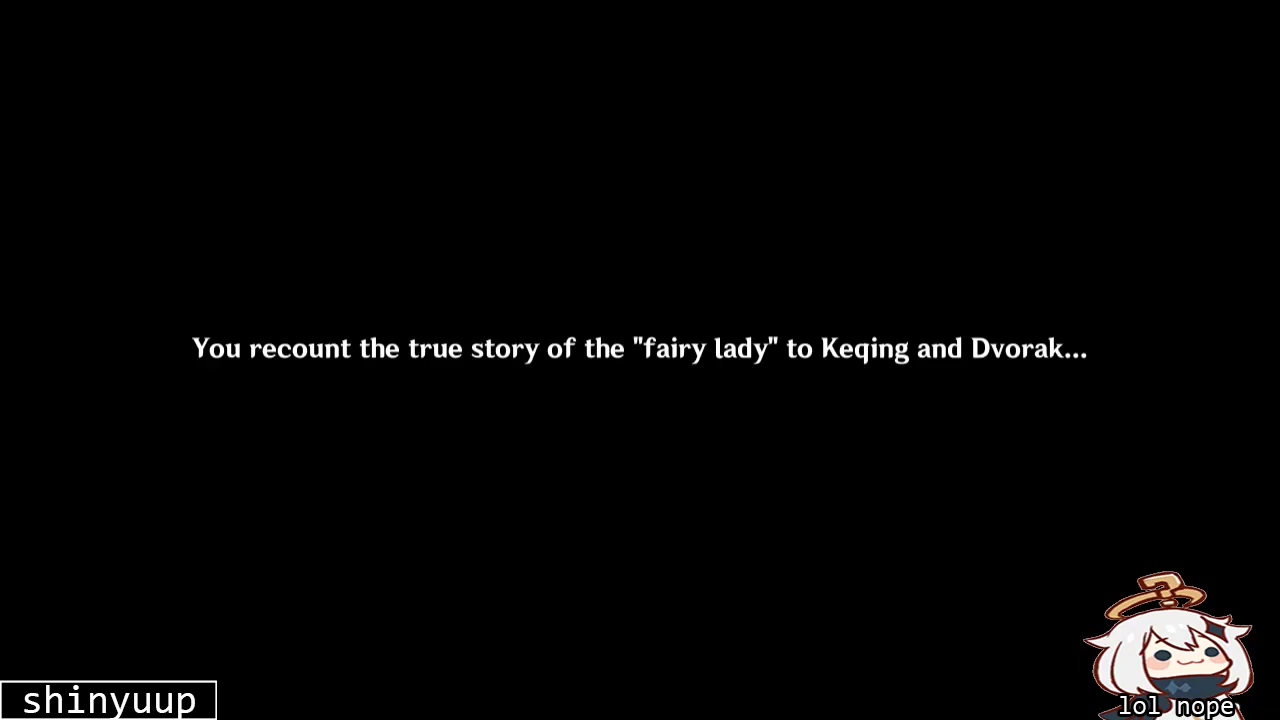 You recount the true story of the "fairy lady" to Keqing and Dvorak...
shinyuup
lol nope